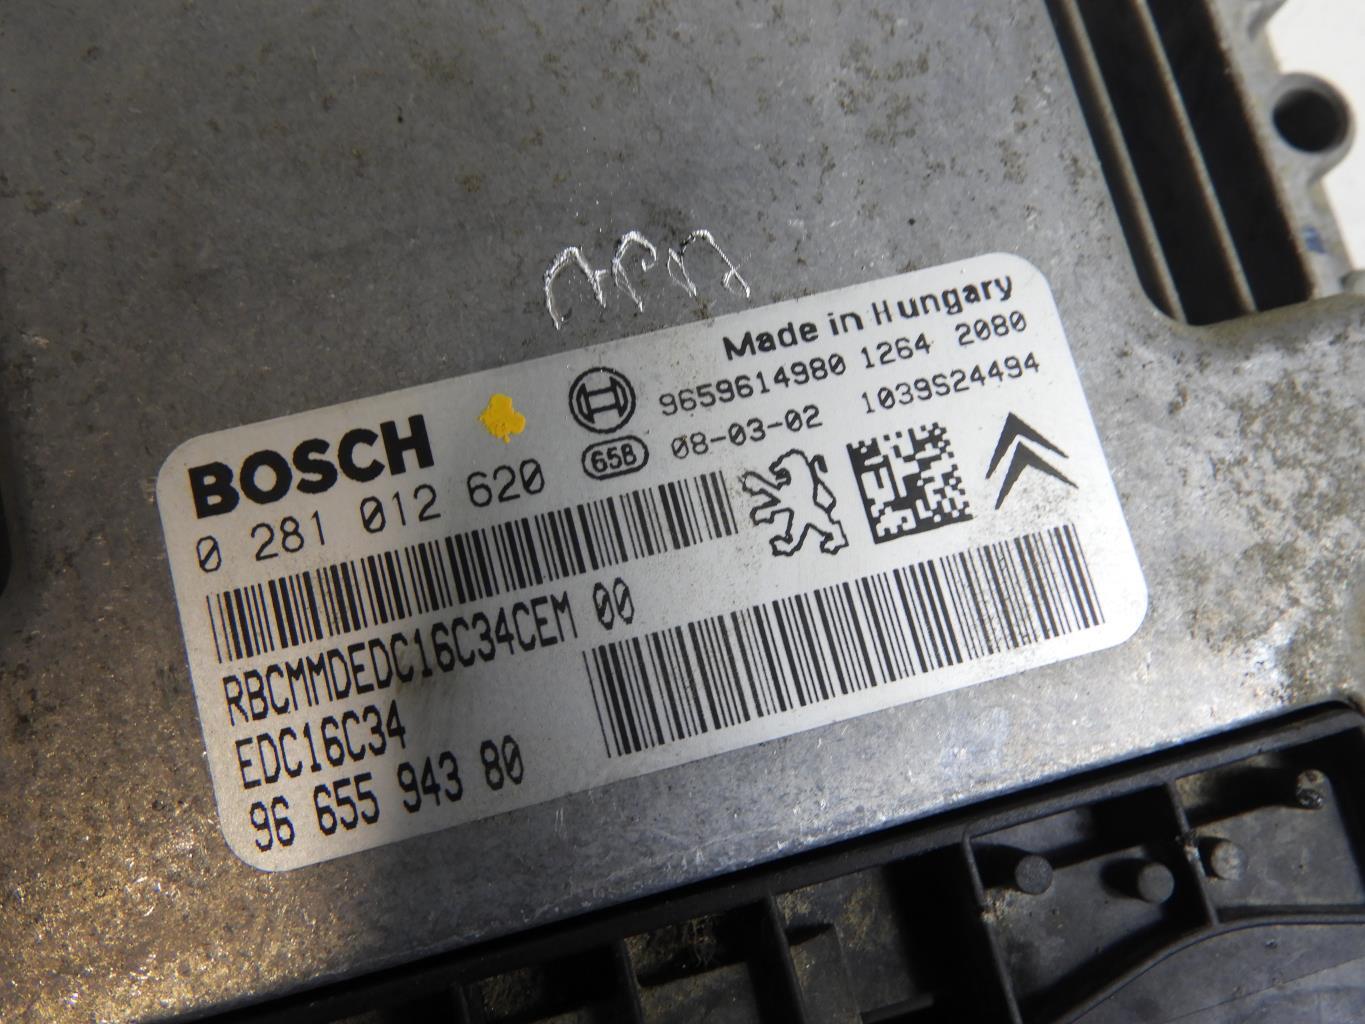 Made in Hungary
9659614980 1264 2080
BOSCH
658 08-03-02 1039S24494
0 281 012 620
RBCMMDEDC16C34CEM 00
EDC16C34
96 655 943 80